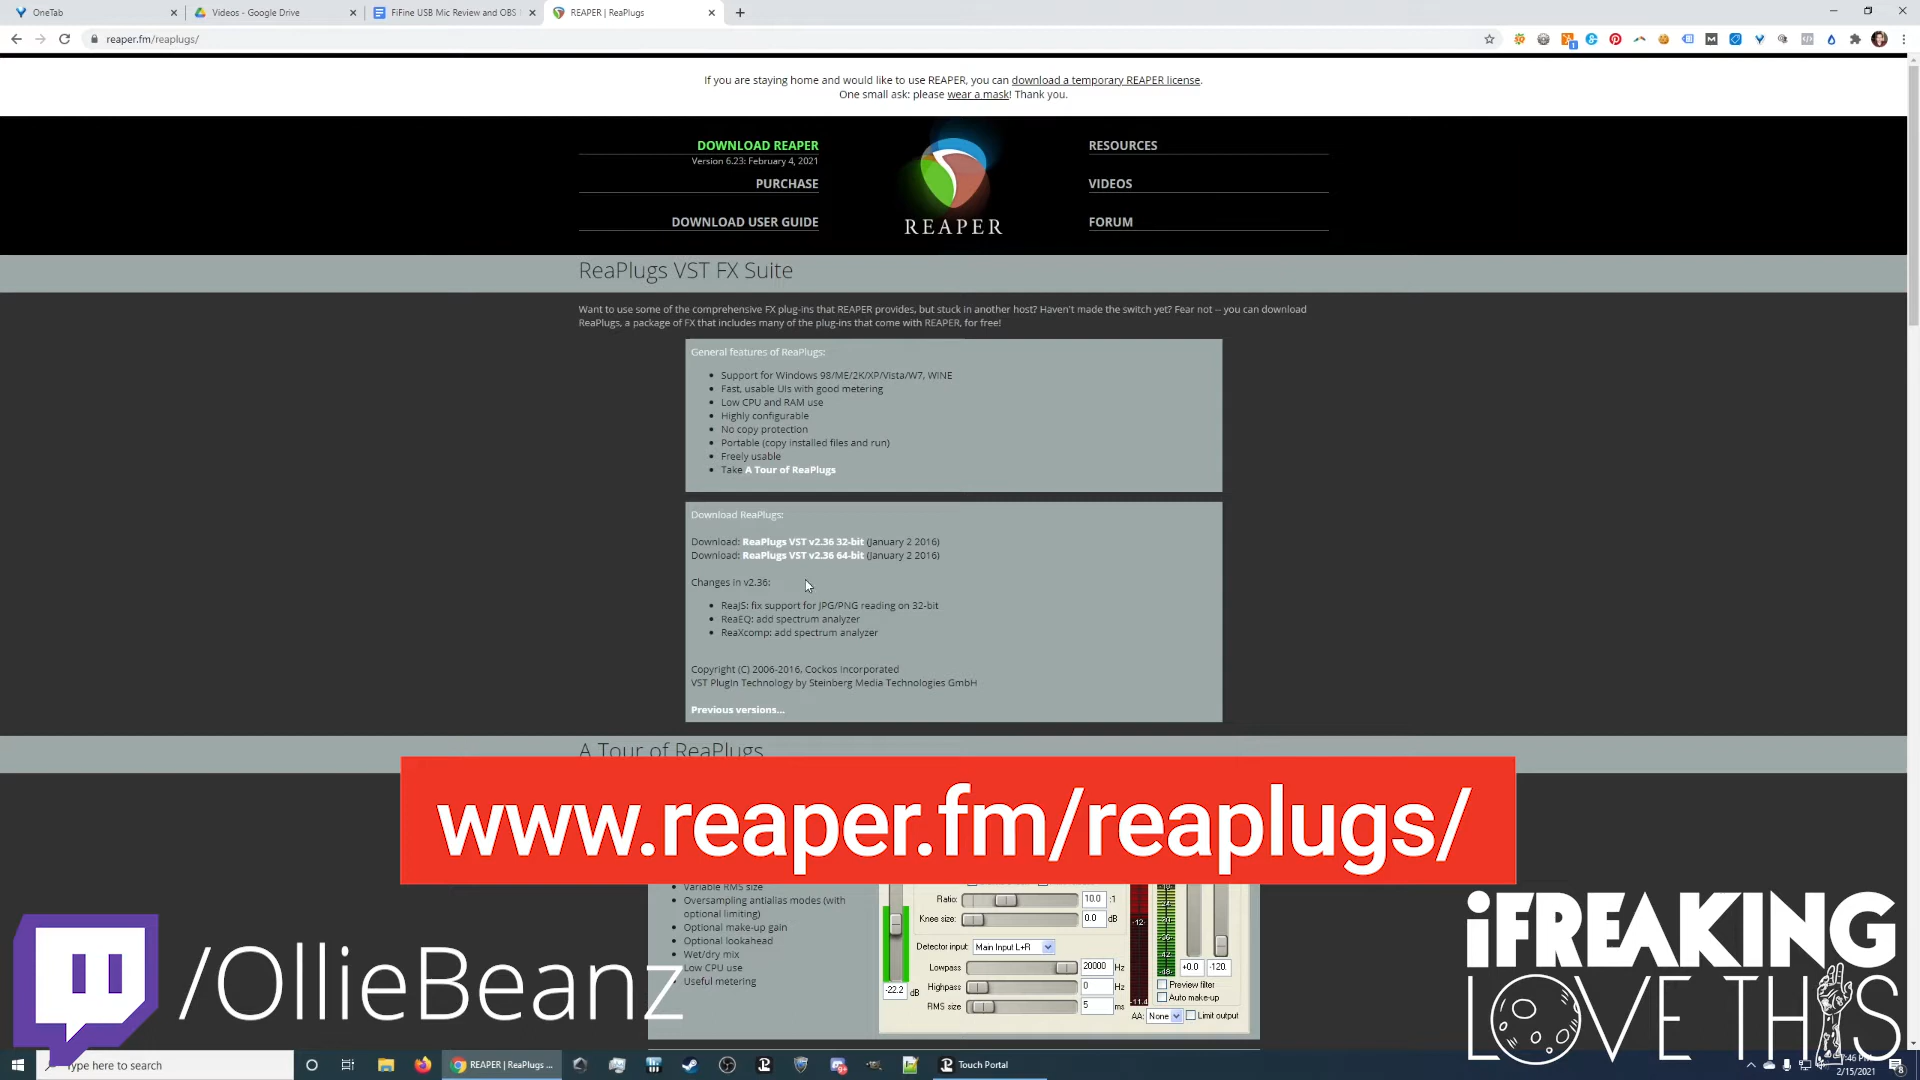 OneTab
Videos - Google Drive
FiFine USB Mic Review and OBS
REAPER | ReaPlugs
reaper.fm/reaplugs/
If you are staying home and would like to use REAPER, you can download a temporary REAPER license.
One small ask: please wear a mask! Thank you.
DOWNLOAD REAPER
Version 6.23: February 4, 2021
PURCHASE
DOWNLOAD USER GUIDE
REAPER
RESOURCES
VIDEOS
FORUM
ReaPlugs VST FX Suite
Want to use some of the comprehensive FX plug-ins that REAPER provides, but stuck in another host? Haven't made the switch yet? Fear not -- you can download
ReaPlugs, a package of FX that includes many of the plug-ins that come with REAPER, for free!
General features of ReaPlugs:
Support for Windows 98/ME/2K/XP/Vista/W7, WINE
Fast, usable UIs with good metering
Low CPU and RAM use
Highly configurable
No copy protection
Portable (copy installed files and run)
Freely usable
Take A Tour of ReaPlugs
Download ReaPlugs:
Download: ReaPlugs VST v2.36 32-bit (January 2 2016)
Download: ReaPlugs VST v2.36 64-bit (January 2 2016)
Changes in v2.36:
ReaJS: fix support for JPG/PNG reading on 32-bit
ReaEQ: add spectrum analyzer
ReaXcomp: add spectrum analyzer
Copyright (C) 2006-2016, Cockos Incorporated
VST PlugIn Technology by Steinberg Media Technologies GmbH
Previous versions...
A Tour of ReaPlugs
www.reaper.fm/reaplugs/
Variable RMS size
Oversampling antialias modes (with
optional limiting)
Optional make-up gain
Optional lookahead
Wet/dry mix
Low CPU use
Useful metering
Ratio: 10.0 :1
Knee size: 0.0 dB
Detector input: Main Input L+R
Lowpass 20000 Hz
Highpass 0 Hz
RMS size 5 ms
-22.2 dB
-12-
-11.4
+0.0 -120.
Preview filter
Auto make-up
AA: None Limit output
/OllieBeanz
iFREAKING
LOVE THIS
Type here to search
REAPER | ReaPlugs ...
Touch Portal
:46 PM
2/15/2021